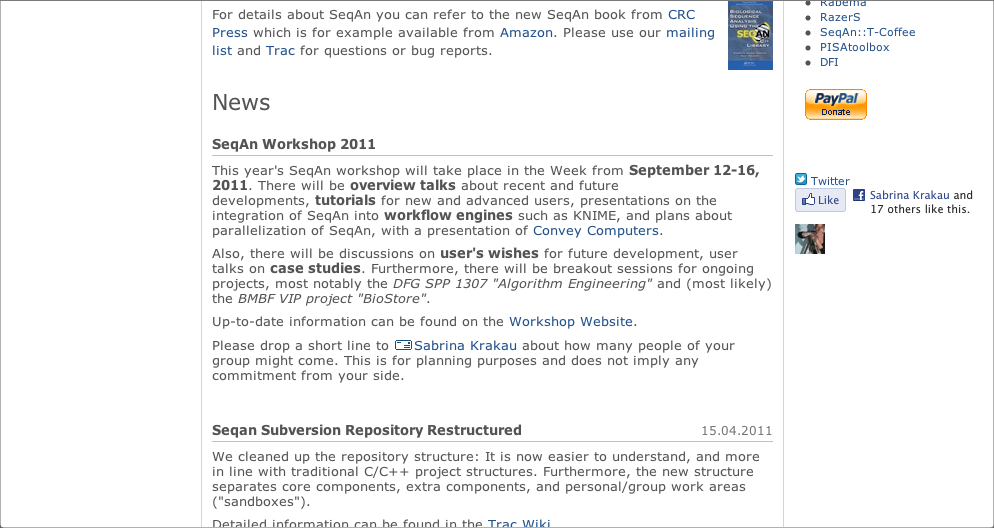 For details about SeqAn you can refer to the new SeqAn book from CRC
Press which is for example available from Amazon. Please use our mailing
list and Trac for questions or bug reports.
BIOLOGICAL
SEQUENCE
ANALYSIS
USING THE
SEQAN
C++
LIBRARY
News
SeqAn Workshop 2011
This year's SeqAn workshop will take place in the Week from September 12-16,
2011. There will be overview talks about recent and future
developments, tutorials for new and advanced users, presentations on the
integration of SeqAn into workflow engines such as KNIME, and plans about
parallelization of SeqAn, with a presentation of Convey Computers.
Also, there will be discussions on user's wishes for future development, user
talks on case studies. Furthermore, there will be breakout sessions for ongoing
projects, most notably the DFG SPP 1307 "Algorithm Engineering" and (most likely)
the BMBF VIP project "BioStore".
Up-to-date information can be found on the Workshop Website.
Please drop a short line to Sabrina Krakau about how many people of your
group might come. This is for planning purposes and does not imply any
commitment from your side.
Seqan Subversion Repository Restructured 15.04.2011
We cleaned up the repository structure: It is now easier to understand, and more
in line with traditional C/C++ project structures. Furthermore, the new structure
separates core components, extra components, and personal/group work areas
("sandboxes").
Detailed information can be found in the Trac Wiki
Rabema
RazerS
SeqAn::T-Coffee
PISAtoolbox
DFI
PayPal
Donate
Twitter
Like
Sabrina Krakau and
17 others like this.